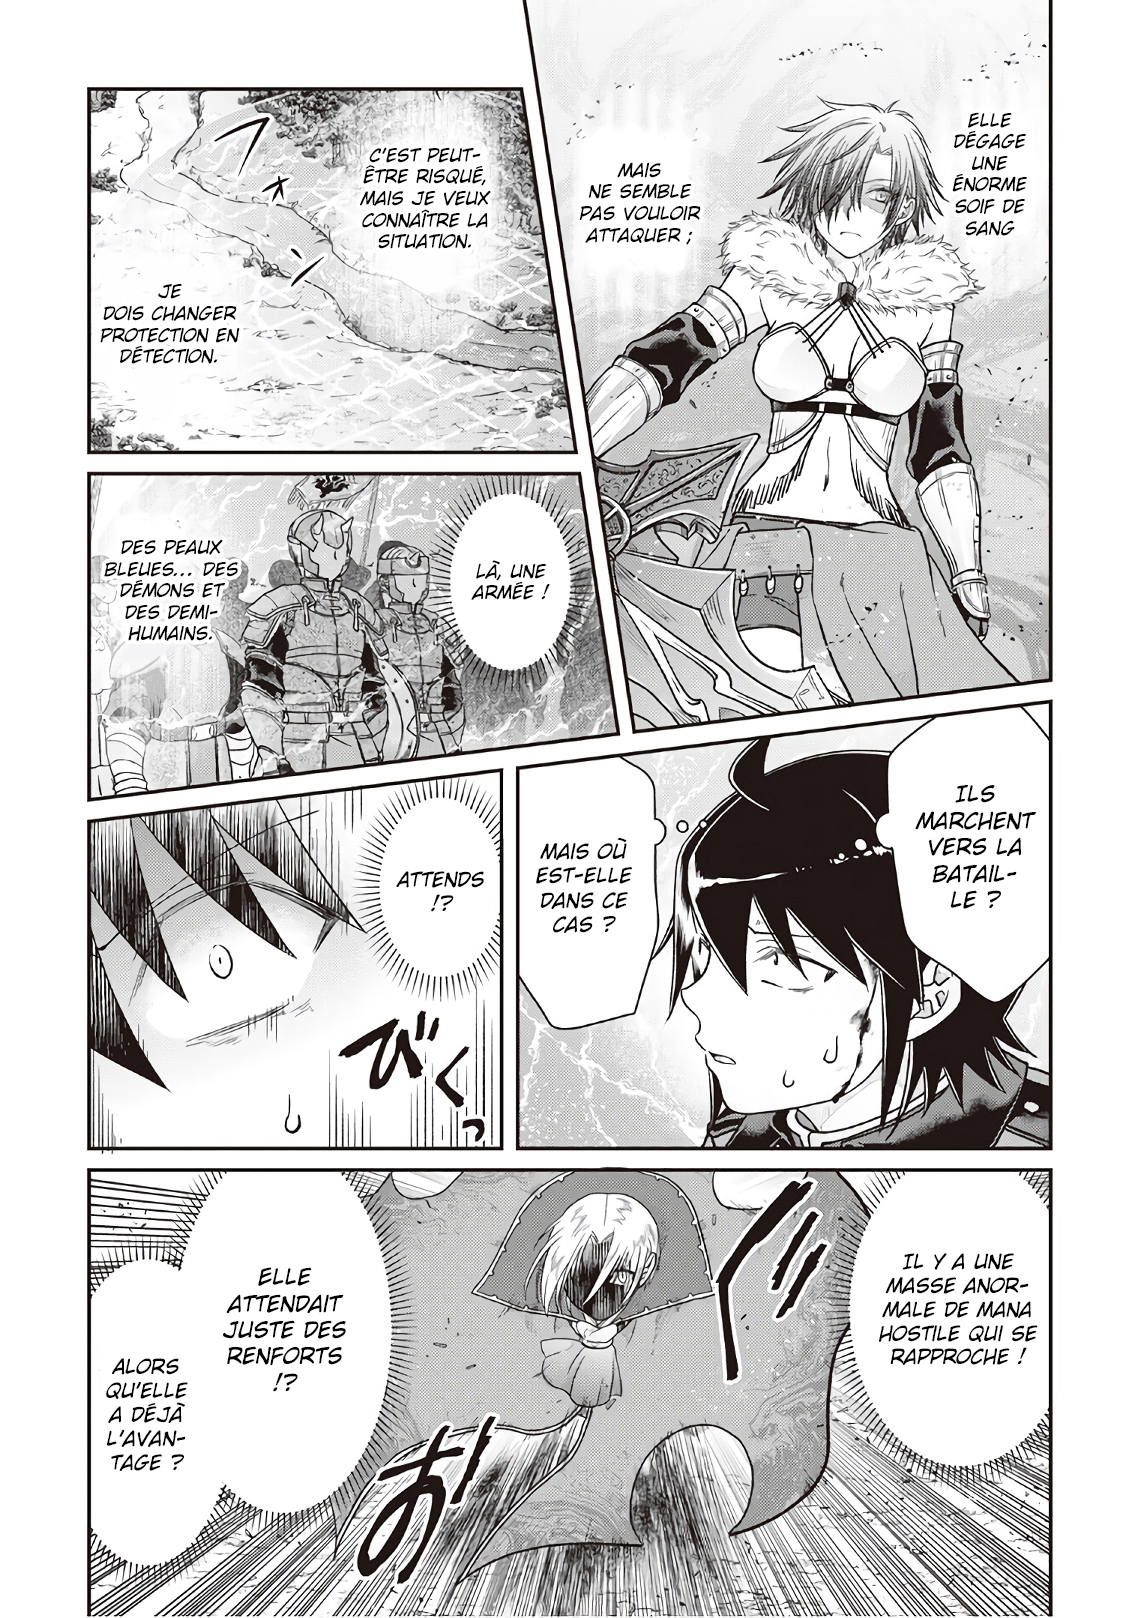 ELLE
DÉGAGE
UNE
ÉNORME
SOIF DE
SANG
MAIS
NE SEMBLE
PAS VOULOIR
ATTAQUER ;
C'EST PEUT-
ÊTRE RISQUÉ,
MAIS JE VEUX
CONNAÎTRE LA
SITUATION.
JE
DOIS CHANGER
PROTECTION EN
DÉTECTION.
LÀ, UNE
ARMÉE !
DES PEAUX
BLEUES... DES
DÉMONS ET
DES DEMI-
HUMAINS.
ILS
MARCHENT
VERS LA
BATAIL-
LE ?
MAIS OÙ
EST-ELLE
DANS CE
CAS ?
ATTENDS
!?
びくっ
IL Y A UNE
MASSE ANOR-
MALE DE MANA
HOSTILE QUI SE
RAPPROCHE !
ELLE
ATTENDAIT
JUSTE DES
RENFORTS
!?
ALORS
QU'ELLE
A DÉJÀ
L'AVAN-
TAGE ?